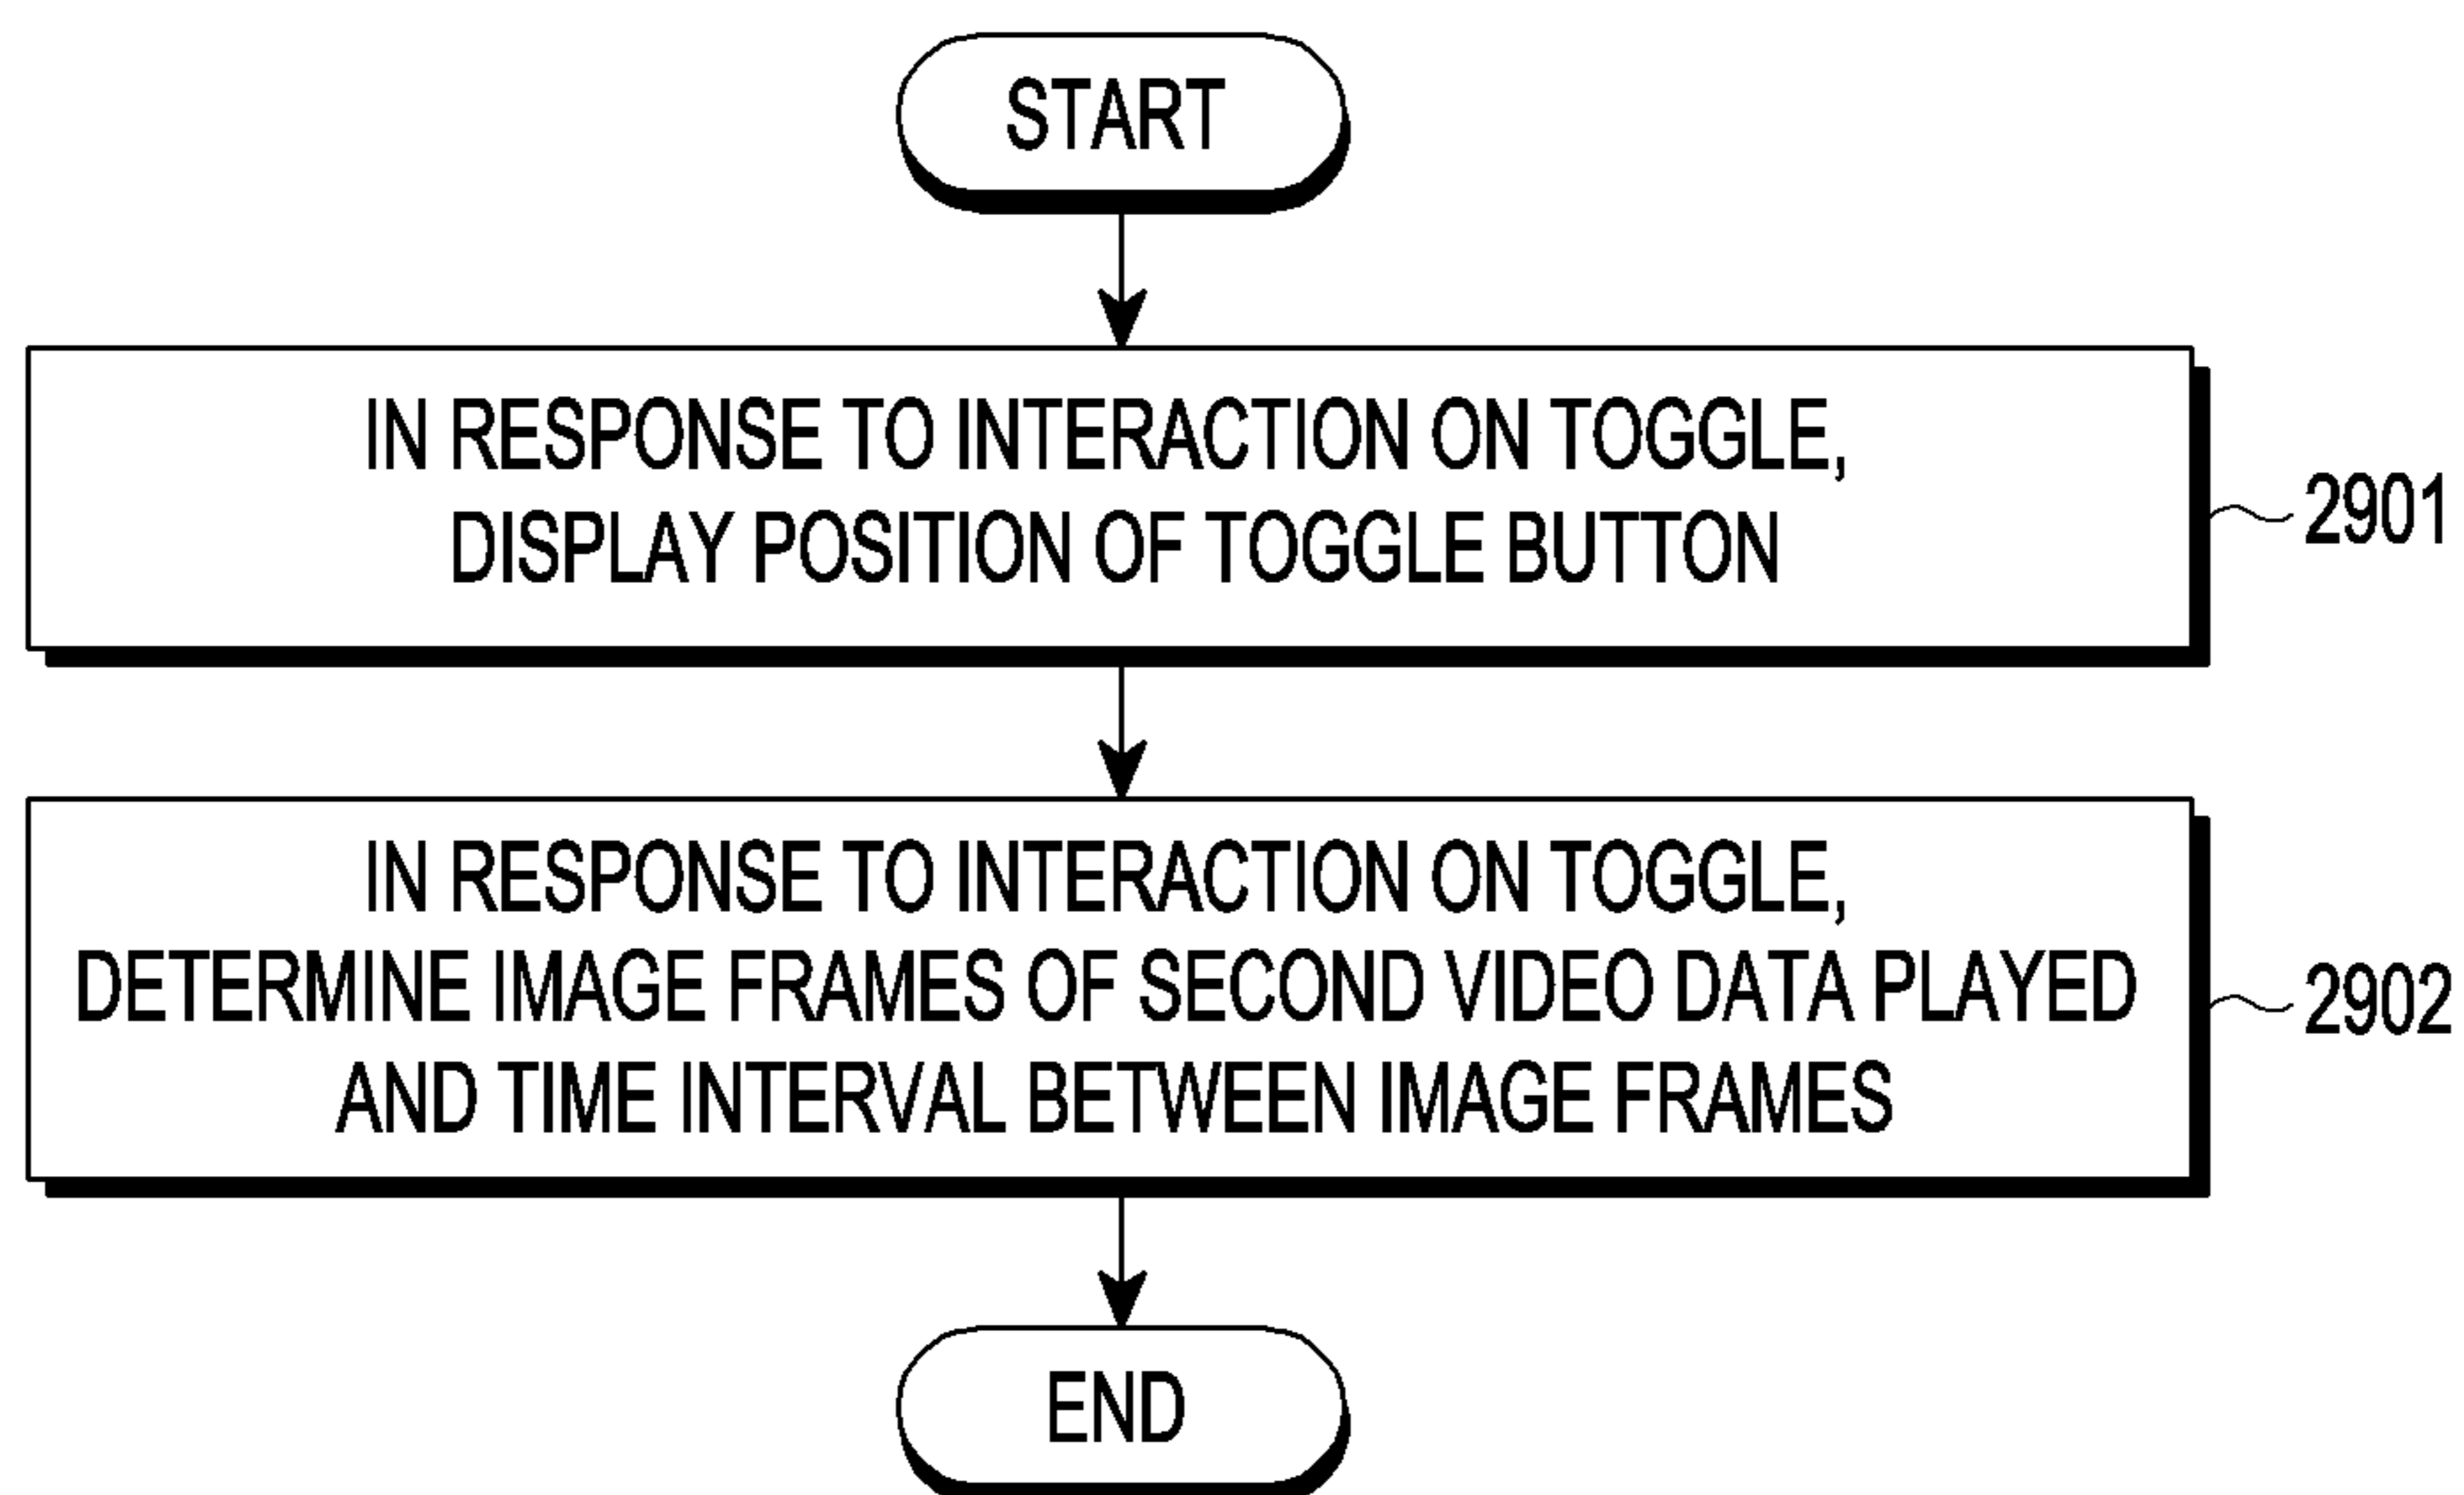 START
IN RESPONSE TO INTERACTION ON TOGGLE,
DISPLAY POSITION OF TOGGLE BUTTON
2901
IN RESPONSE TO INTERACTION ON TOGGLE,
DETERMINE IMAGE FRAMES OF SECOND VIDEO DATA PLAYED
AND TIME INTERVAL BETWEEN IMAGE FRAMES
2902
END